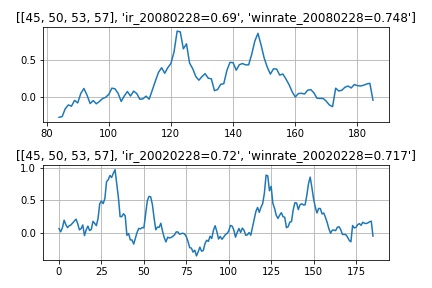 [[45, 50, 53, 57], 'ir_20080228=0.69', 'winrate_20080228=0.748']
0.5
0.0
80 100 120 140 160 180
[[45, 50, 53, 57], 'ir_20020228=0.72', 'winrate_20020228=0.717']
1.0
0.5
0.0
0 25 50 75 100 125 150 175